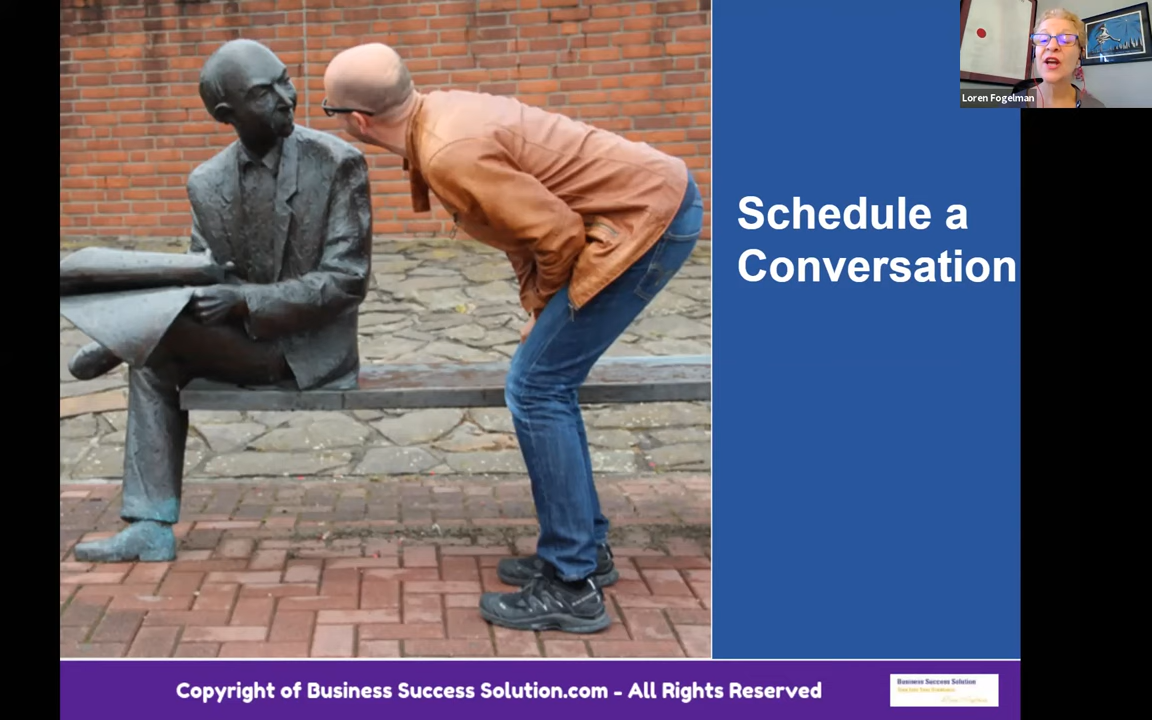 Loren Fogelman
Schedule a
Conversation
Copyright of Business Success Solution.com - All Rights Reserved
Business Success Solution